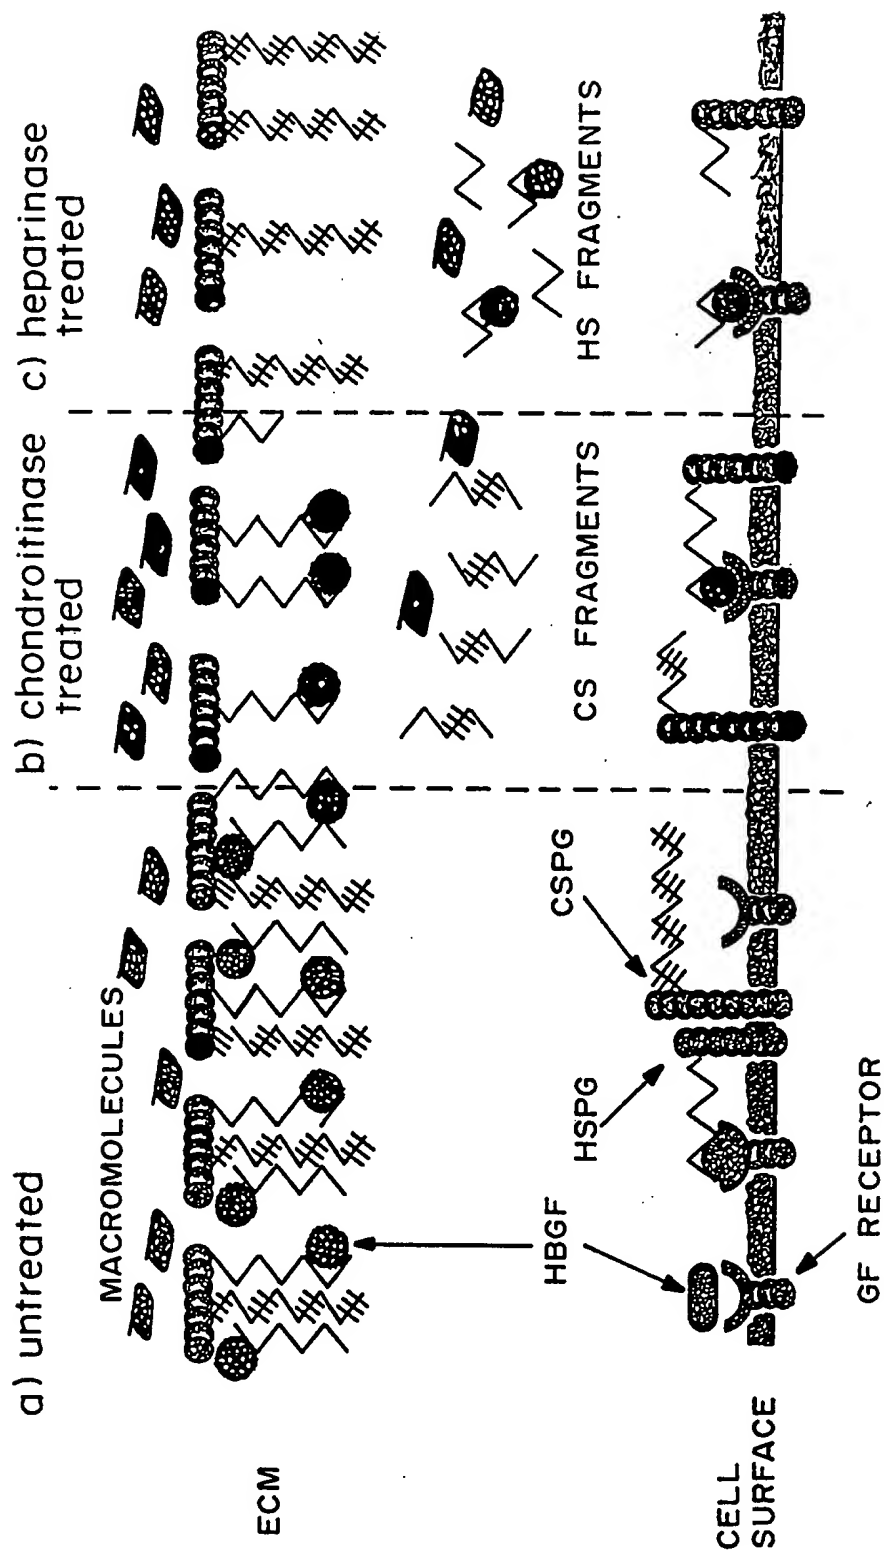 a) untreated
b) chondroitinase
treated
c) heparinase
treated
MACROMOLECULES
ECM
HBGF
HSPG
CSPG
CS FRAGMENTS
HS FRAGMENTS
CELL
SURFACE
GF RECEPTOR